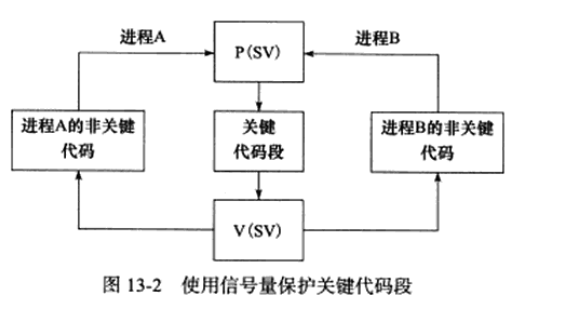 进程A
P(SV)
进程B
进程A的非关键
代码
关键
代码段
进程B的非关键
代码
V(SV)
图 13-2 使用信号量保护关键代码段